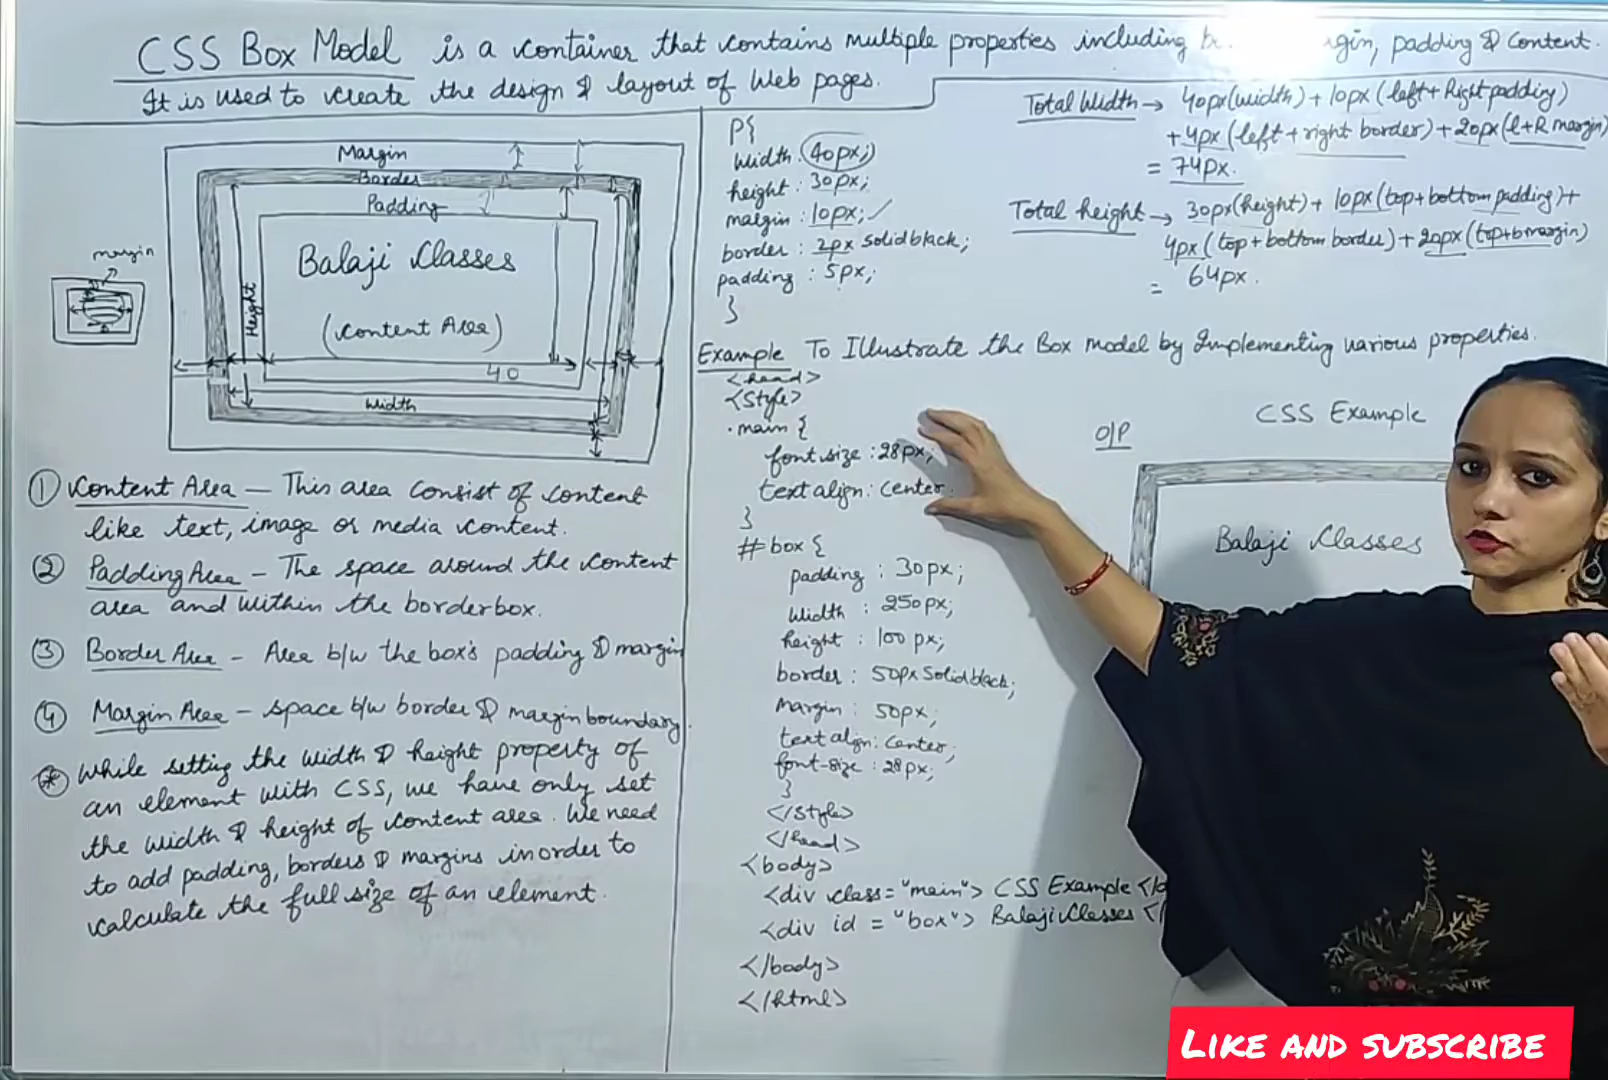 CSS Box Model is a container that contains multiple properties including gin, padding & Content.
It is used to create the design & layout of Web pages.
Margin
Border
Padding
Balaji Classes
(Content Area)
Height
40
Width
margin
① Content Area — This area consist of content
like text, image or media content.
② Padding Area - The space around the content
area and within the borderbox.
③ Border Area - Area b/w the box's padding & margin
④ Margin Area - space b/w border & margin boundary.
* While setting the width & height property of
an element with CSS, we have only set
the width & height of content area. We need
to add padding, borders & margins inorder to
calculate the full size of an element.
P{
width: 40px;
height: 30px;
margin: 10px; ✓
border: 2px solid black;
padding: 5px;
}
Total Width → 40px(width) + 10px (left + Right padding)
+ 4px (left + right border) + 20px (l+R margin)
= 74px.
Total height → 30px(height) + 10px (top + bottom padding) +
4px (top + bottom border) + 20px (top+b margin)
= 64px.
Example To Illustrate the Box model by Implementing various properties.
<head>
<Style>
.main {
font size : 28px;
text align: center
}
#box {
padding : 30px;
width : 250px;
height : 100 px;
border : 50px solid black;
margin : 50px;
text align: center;
font-size : 28px;
}
</style>
</head>
<body>
<div class="main"> CSS Example </
<div id = "box"> Balaji Classes </
</body>
</html>
O/P
CSS Example
Balaji Classes
LIKE AND SUBSCRIBE